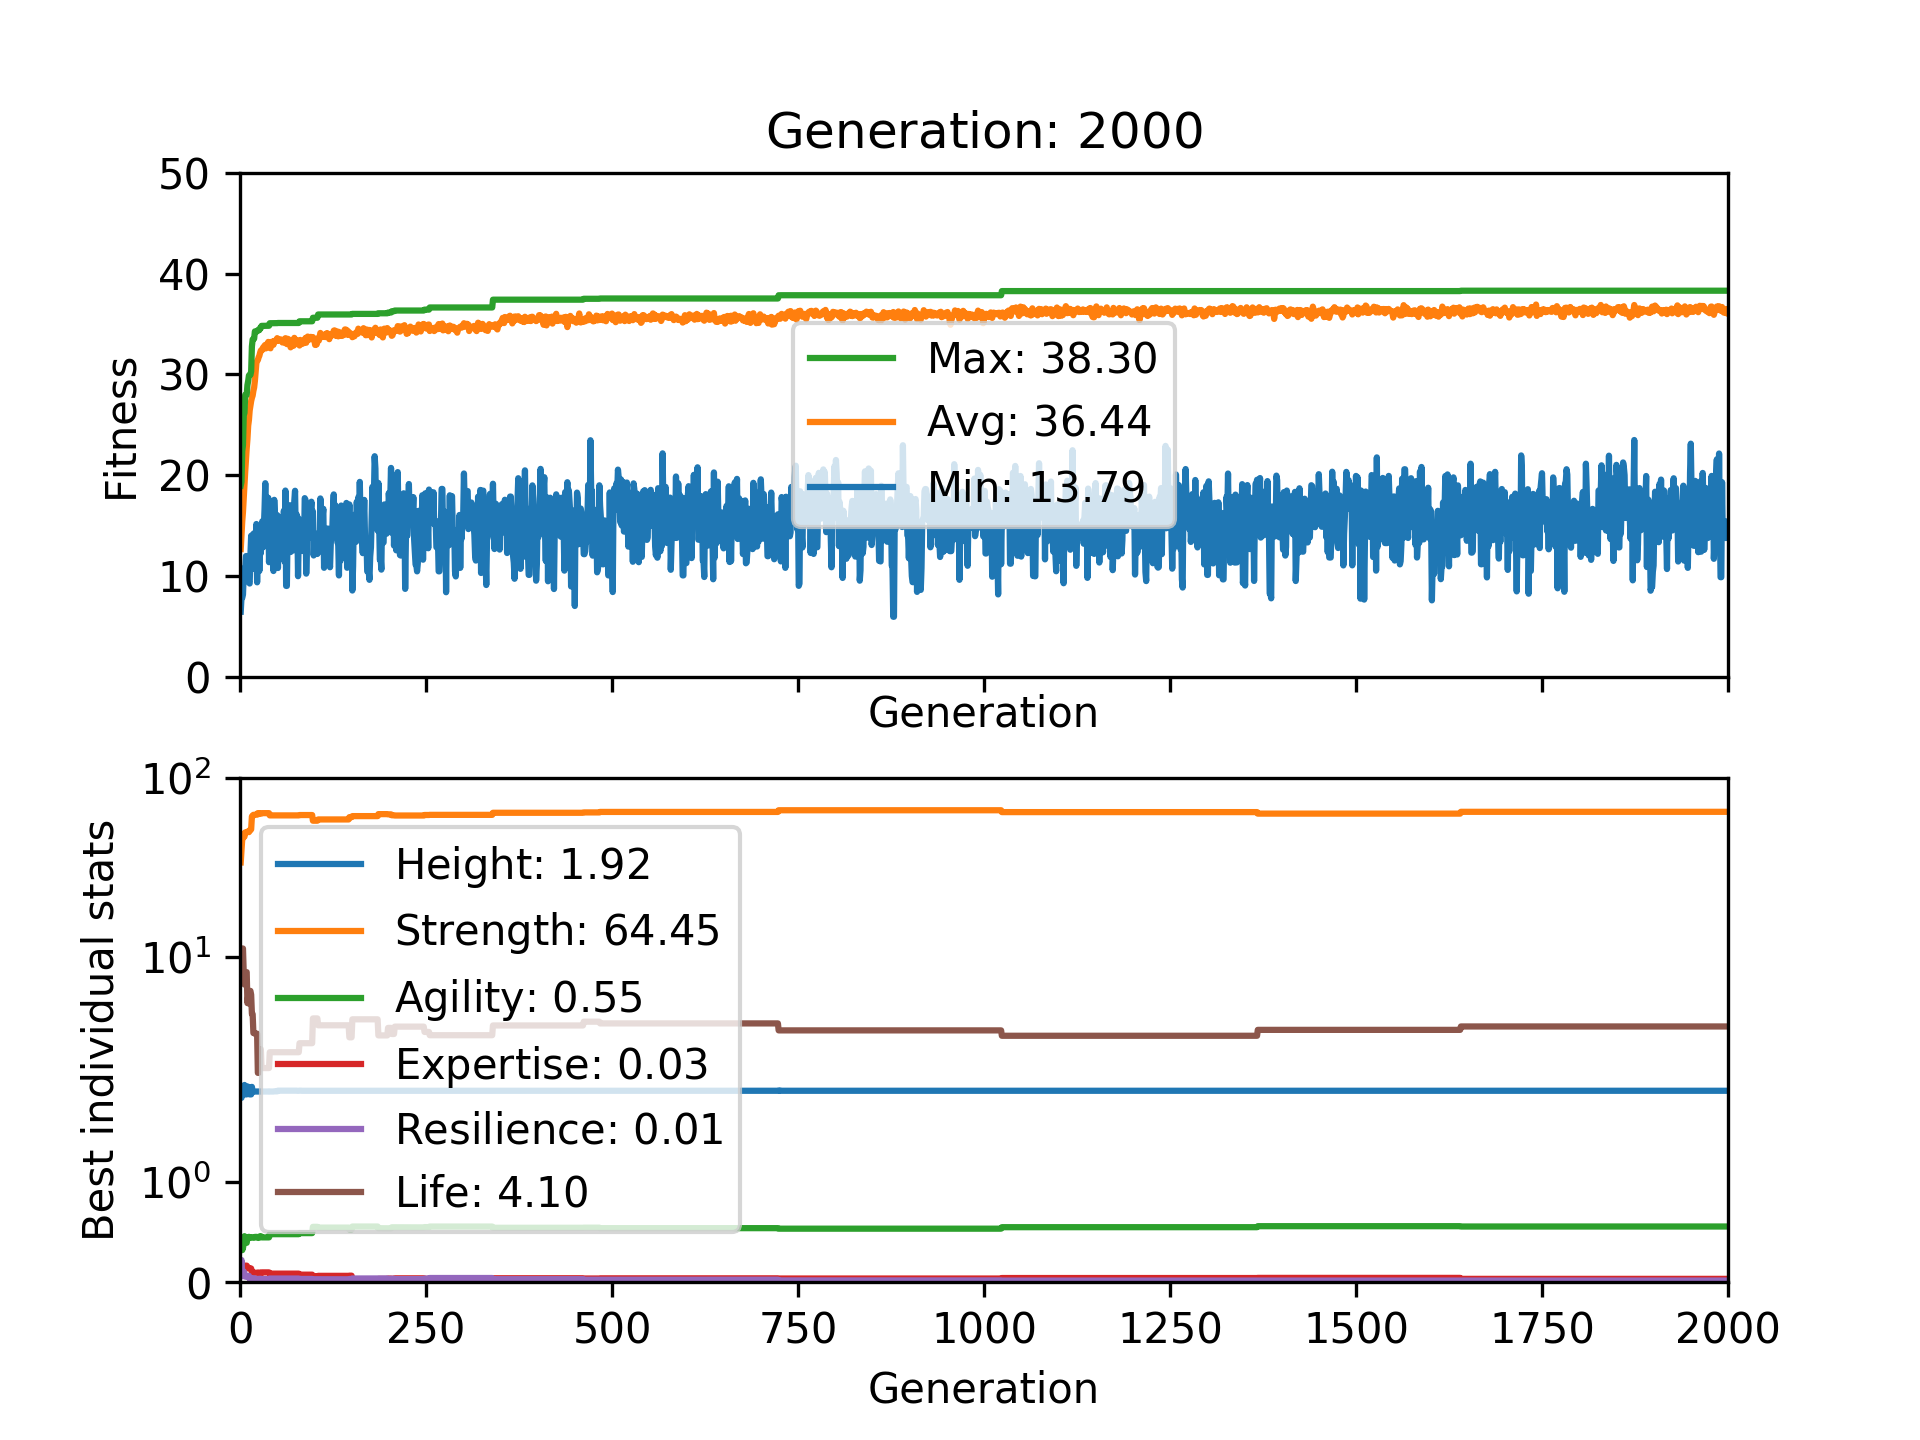 Generation: 2000
50
40
30
20
10
0
Fitness
Max: 38.30
Avg: 36.44
Min: 13.79
Generation
10²
10¹
10⁰
0
Best individual stats
Height: 1.92
Strength: 64.45
Agility: 0.55
Expertise: 0.03
Resilience: 0.01
Life: 4.10
0 250 500 750 1000 1250 1500 1750 2000
Generation